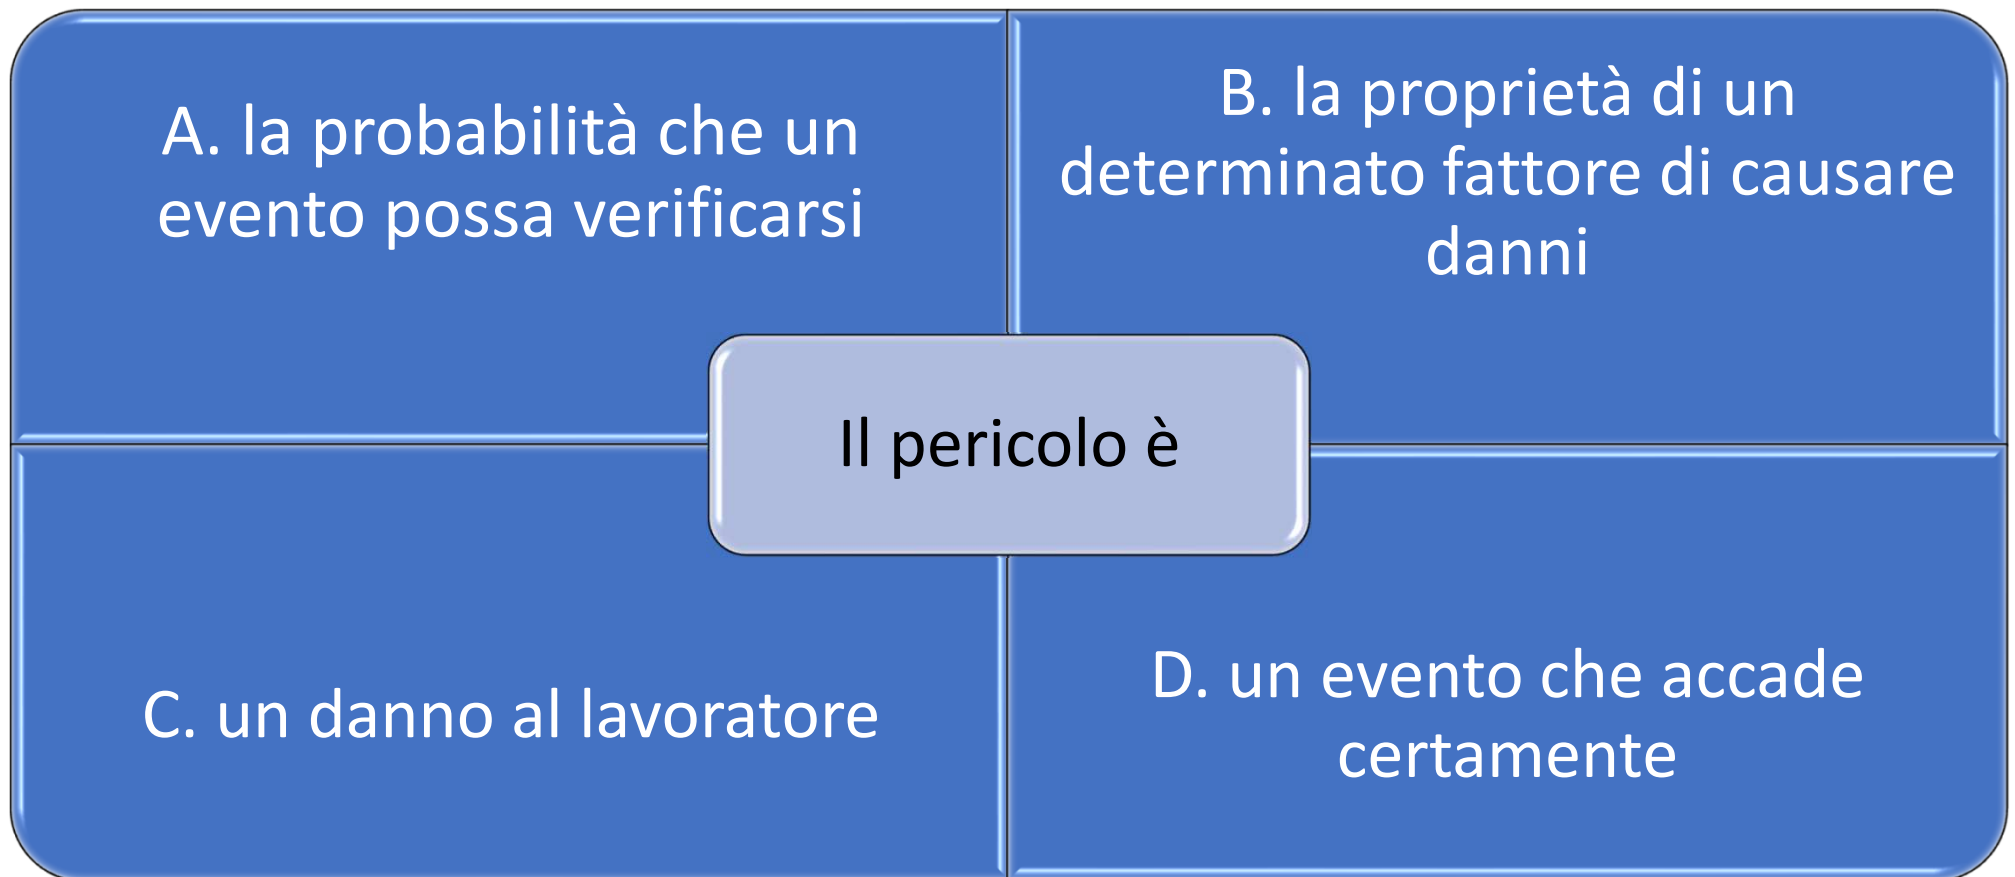 A. la probabilità che un
evento possa verificarsi
B. la proprietà di un
determinato fattore di causare
danni
Il pericolo è
C. un danno al lavoratore
D. un evento che accade
certamente